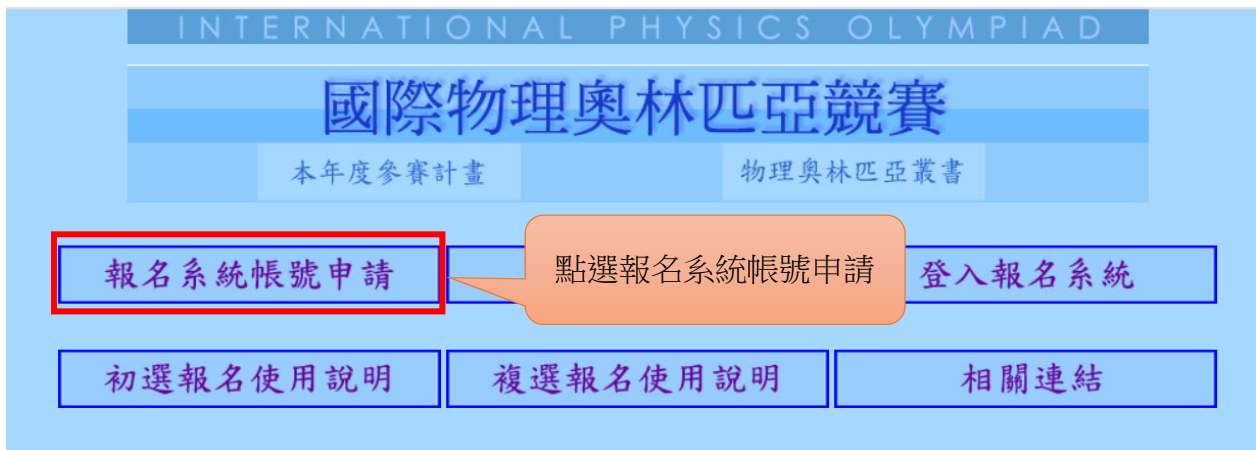 INTERNATIONAL PHYSICS OLYMPIAD
國際物理奧林匹亞競賽
本年度參賽計畫 物理奧林匹亞叢書
報名系統帳號申請 點選報名系統帳號申請 登入報名系統
初選報名使用說明 複選報名使用說明 相關連結